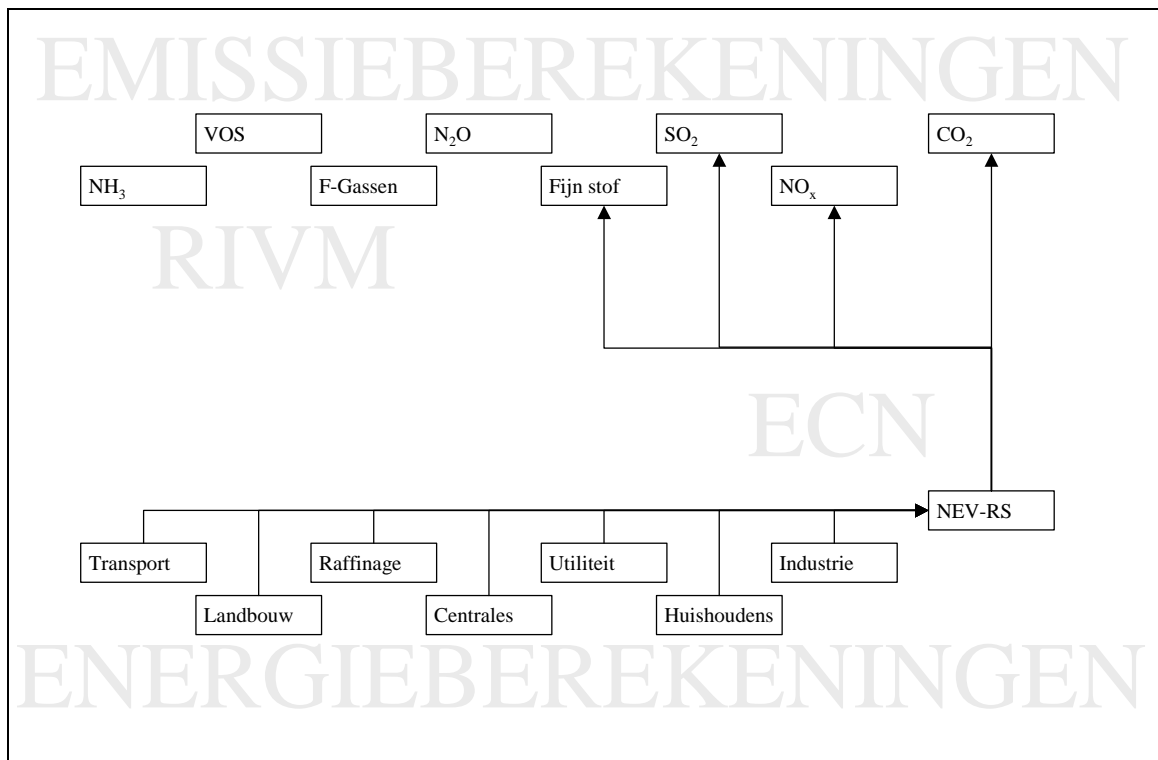 EMISSIEBEREKENINGEN
VOS
N₂O
SO₂
CO₂
NH₃
F-Gassen
Fijn stof
NOₓ
RIVM
ECN
NEV-RS
Transport
Raffinage
Utiliteit
Industrie
Landbouw
Centrales
Huishoudens
ENERGIEBEREKENINGEN